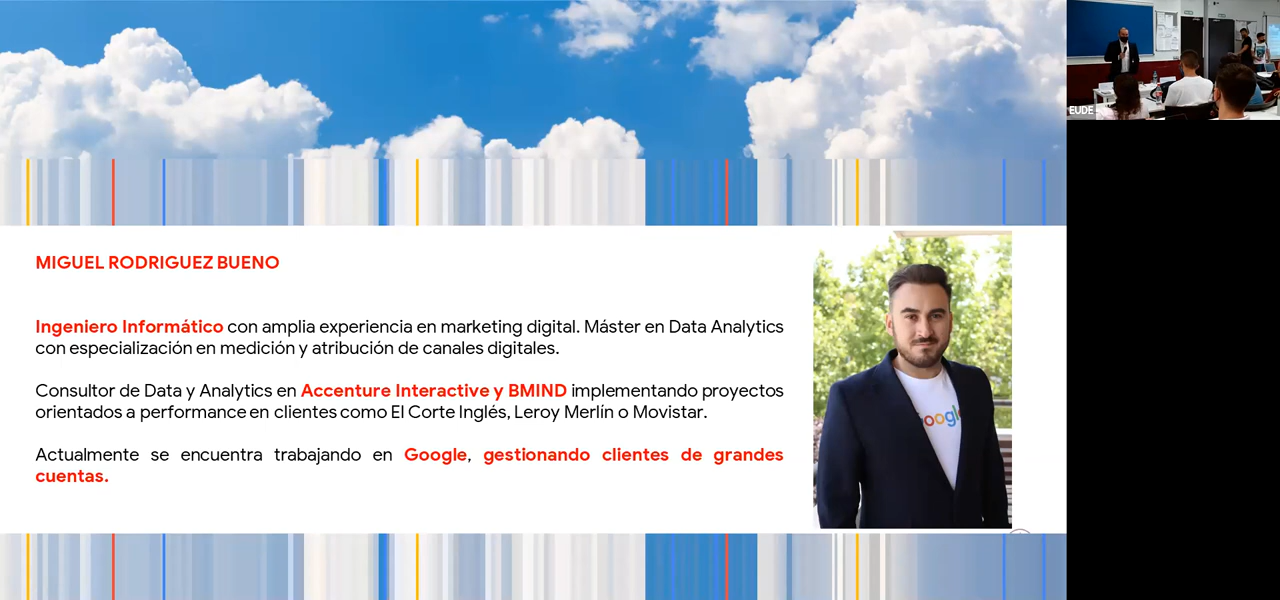 EUDE
MIGUEL RODRIGUEZ BUENO
Ingeniero Informático con amplia experiencia en marketing digital. Máster en Data Analytics
con especialización en medición y atribución de canales digitales.
Consultor de Data y Analytics en Accenture Interactive y BMIND implementando proyectos
orientados a performance en clientes como El Corte Inglés, Leroy Merlín o Movistar.
Actualmente se encuentra trabajando en Google, gestionando clientes de grandes
cuentas.
oogl